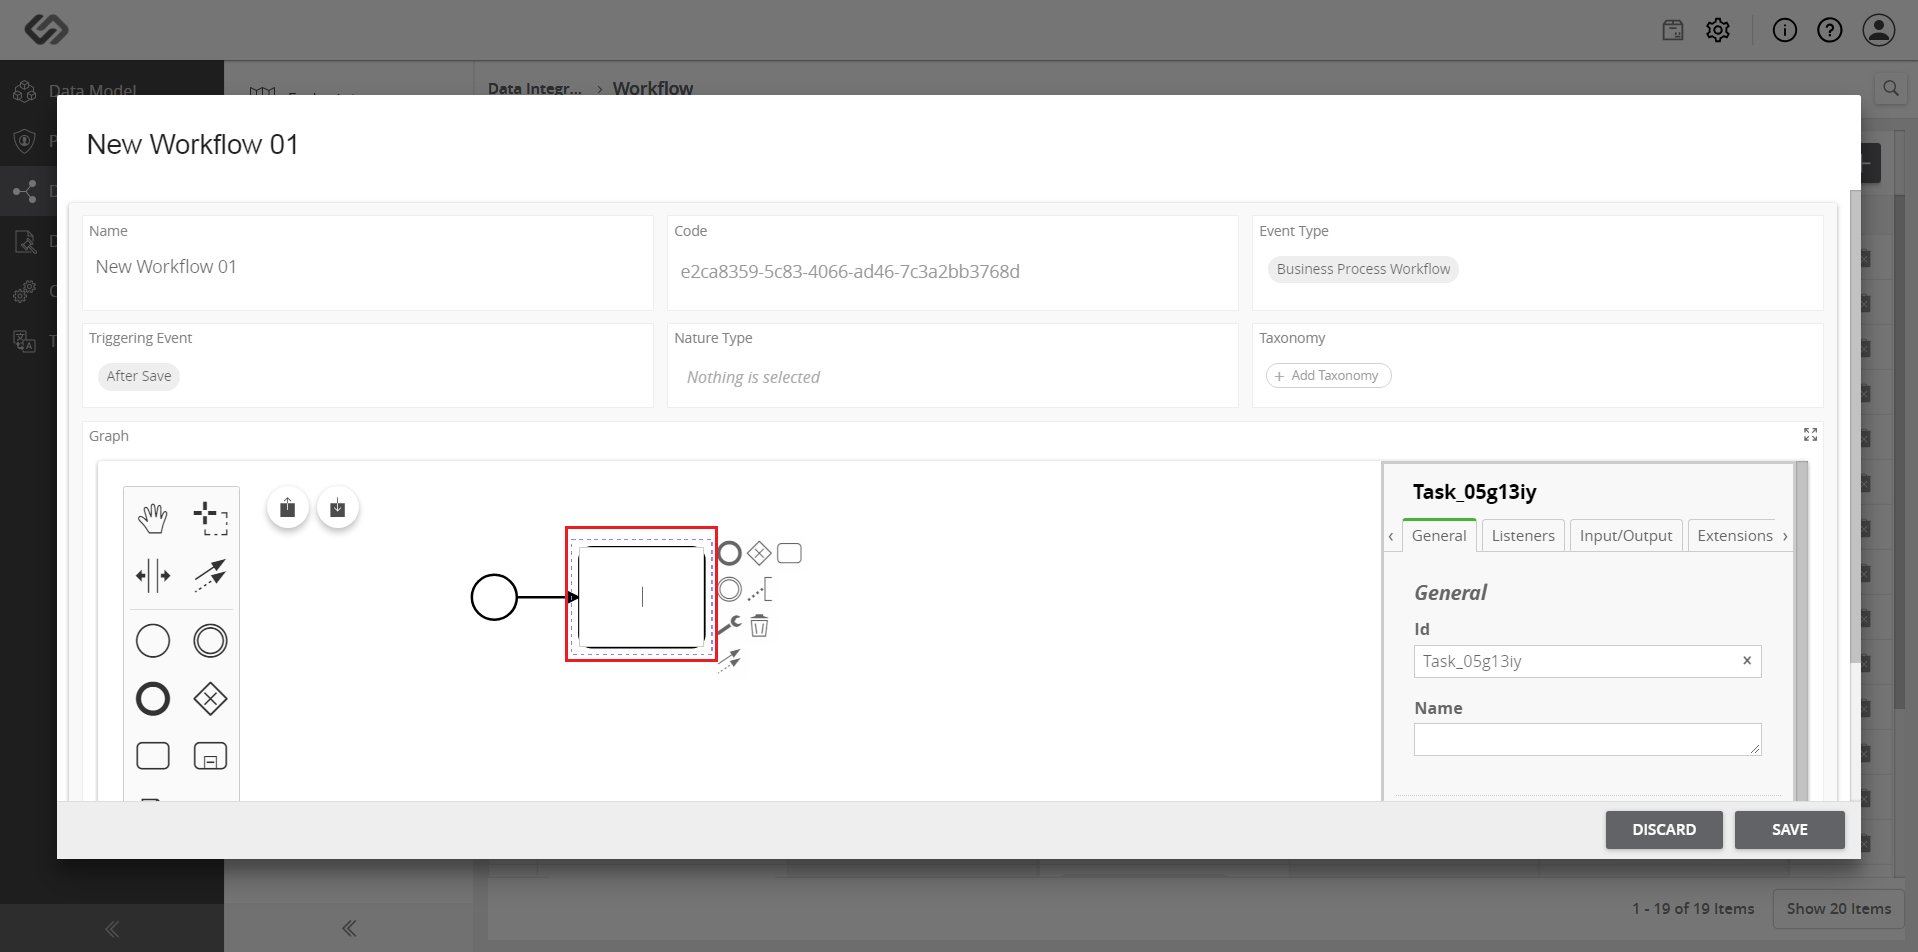 Data Integr... › Workflow
Data Model
New Workflow 01
Name
New Workflow 01
Code
e2ca8359-5c83-4066-ad46-7c3a2bb3768d
Event Type
Business Process Workflow
Triggering Event
After Save
Nature Type
Nothing is selected
Taxonomy
+ Add Taxonomy
Graph
Task_05g13iy
‹ General Listeners Input/Output Extensions ›
General
Id
Task_05g13iy ×
Name
DISCARD SAVE
1 - 19 of 19 Items Show 20 Items